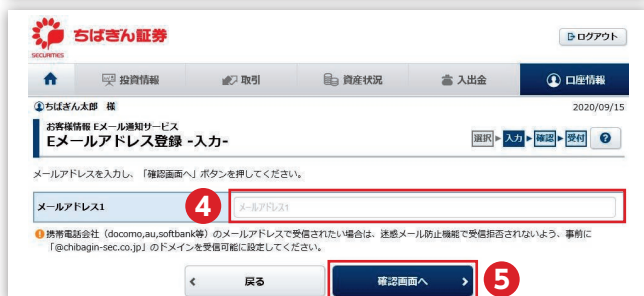 ちばぎん証券
SECURITIES
ログアウト
投資情報
取引
資産状況
入出金
口座情報
ちばぎん太郎 様
2020/09/15
お客様情報 Eメール通知サービス
Eメールアドレス登録 -入力-
選択 入力 確認 受付 ?
メールアドレスを入力し、「確認画面へ」ボタンを押してください。
メールアドレス1
4
メールアドレス1
携帯電話会社（docomo,au,softbank等）のメールアドレスで受信されたい場合は、迷惑メール防止機能で受信拒否されないよう、事前に
「@chibagin-sec.co.jp」のドメインを受信可能に設定してください。
戻る
確認画面へ
5